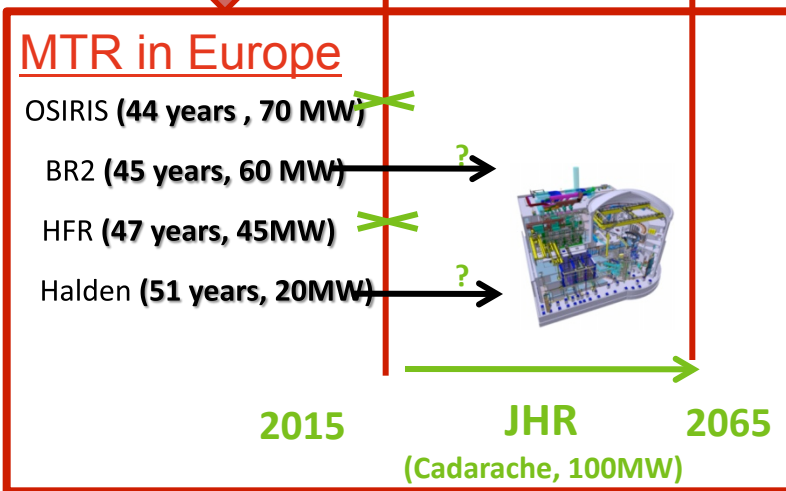 MTR in Europe
OSIRIS (44 years , 70 MW)
BR2 (45 years, 60 MW)
?
HFR (47 years, 45MW)
Halden (51 years, 20MW)
?
2015
JHR
2065
(Cadarache, 100MW)